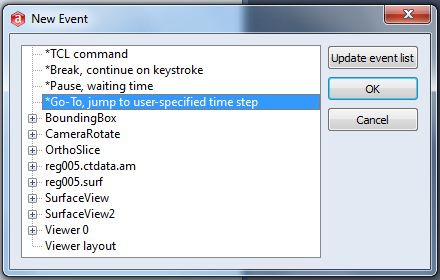 New Event
*TCL command
*Break, continue on keystroke
*Pause, waiting time
*Go-To, jump to user-specified time step
BoundingBox
CameraRotate
OrthoSlice
reg005.ctdata.am
reg005.surf
SurfaceView
SurfaceView2
Viewer 0
Viewer layout
Update event list
OK
Cancel